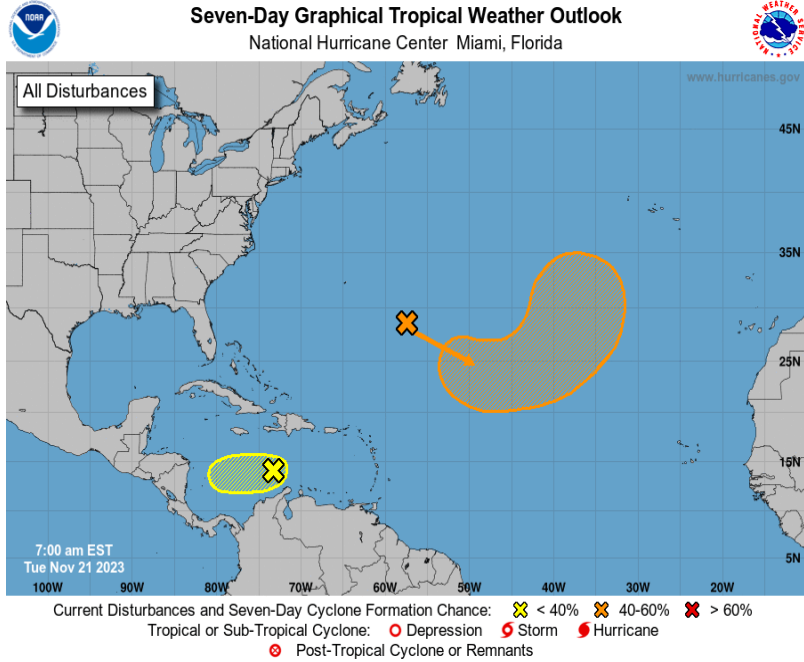 Seven-Day Graphical Tropical Weather Outlook
National Hurricane Center Miami, Florida
NOAA
NATIONAL WEATHER SERVICE
All Disturbances
www.hurricanes.gov
45N
35N
25N
15N
5N
7:00 am EST
Tue Nov 21 2023
100W 90W 80W 70W 60W 50W 40W 30W 20W
Current Disturbances and Seven-Day Cyclone Formation Chance: < 40% 40-60% > 60%
Tropical or Sub-Tropical Cyclone: Depression Storm Hurricane
Post-Tropical Cyclone or Remnants